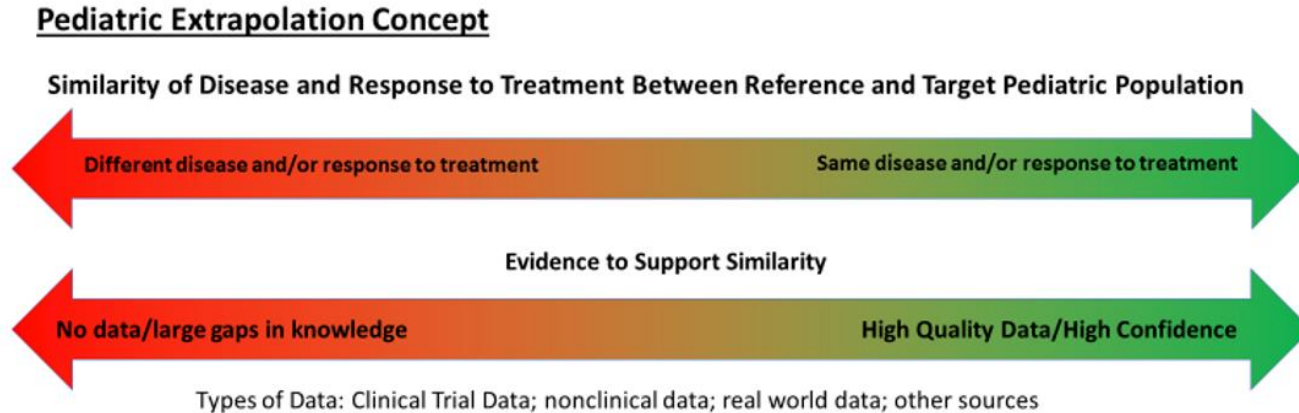 Pediatric Extrapolation Concept
Similarity of Disease and Response to Treatment Between Reference and Target Pediatric Population
Different disease and/or response to treatment
Same disease and/or response to treatment
Evidence to Support Similarity
No data/large gaps in knowledge
High Quality Data/High Confidence
Types of Data: Clinical Trial Data; nonclinical data; real world data; other sources